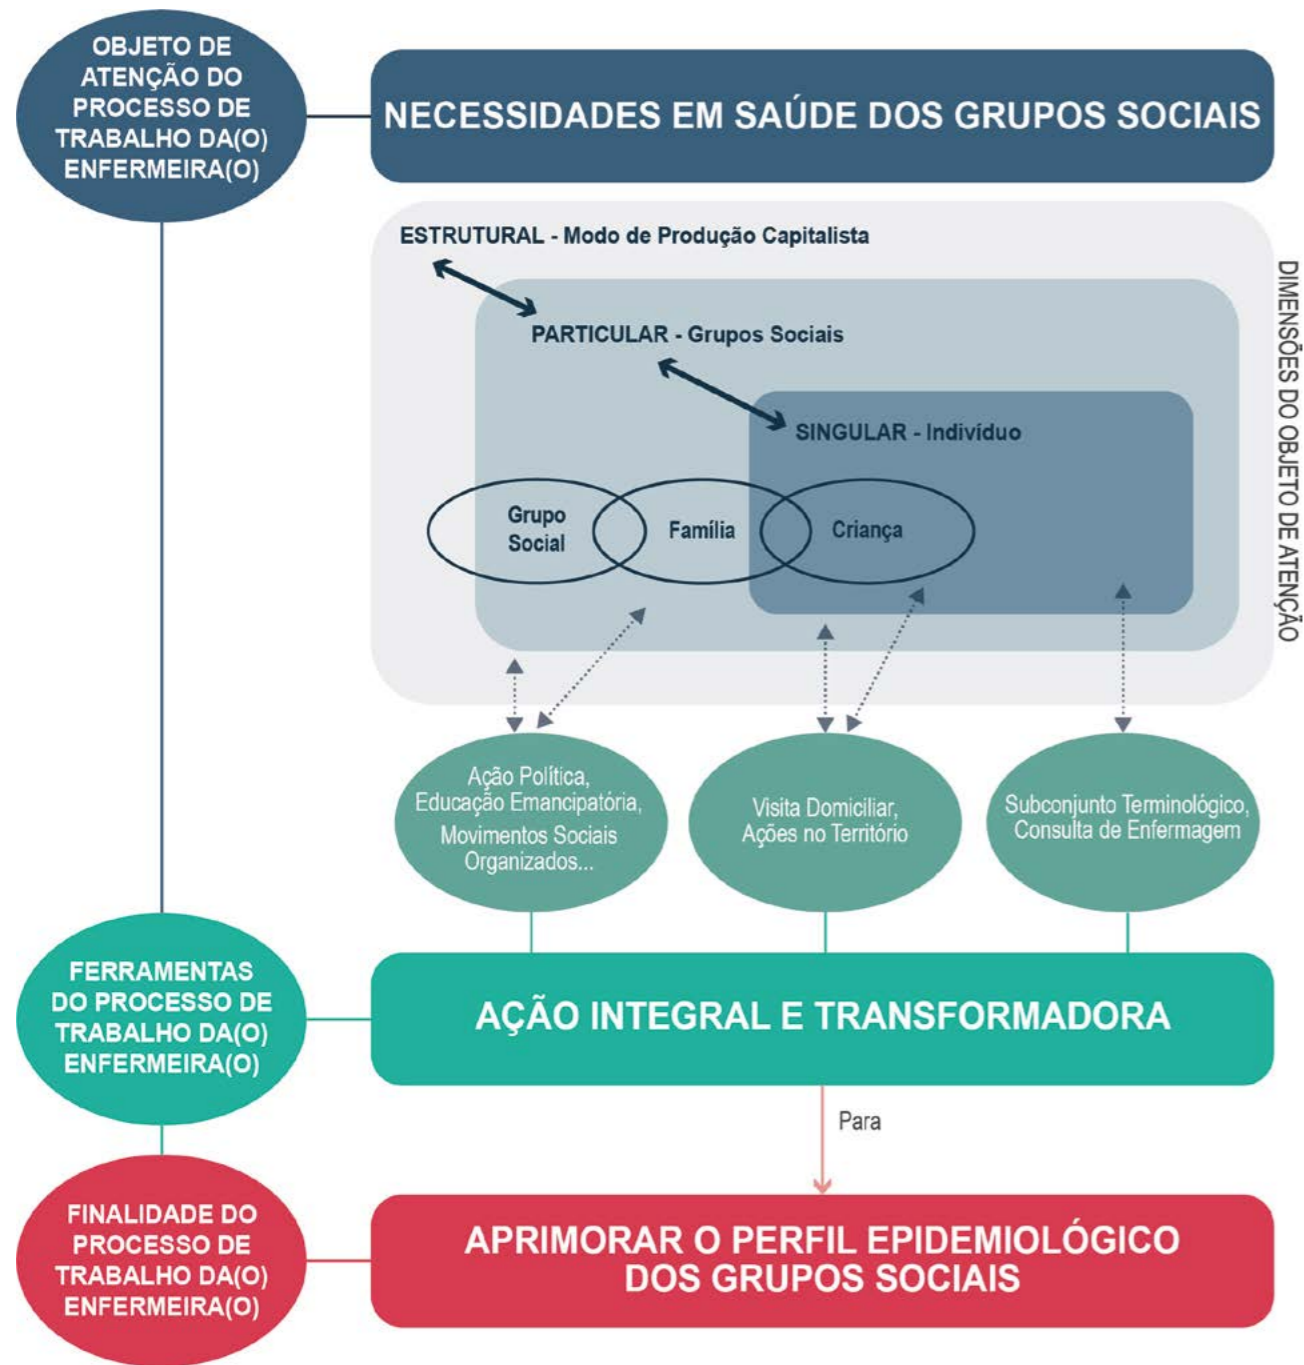 OBJETO DE
ATENÇÃO DO
PROCESSO DE
TRABALHO DA(O)
ENFERMEIRA(O)
NECESSIDADES EM SAÚDE DOS GRUPOS SOCIAIS
ESTRUTURAL - Modo de Produção Capitalista
PARTICULAR - Grupos Sociais
SINGULAR - Indivíduo
Grupo
Social
Família
Criança
DIMENSÕES DO OBJETO DE ATENÇÃO
Ação Política,
Educação Emancipatória,
Movimentos Sociais
Organizados...
Visita Domiciliar,
Ações no Território
Subconjunto Terminológico,
Consulta de Enfermagem
FERRAMENTAS
DO PROCESSO DE
TRABALHO DA(O)
ENFERMEIRA(O)
AÇÃO INTEGRAL E TRANSFORMADORA
Para
FINALIDADE DO
PROCESSO DE
TRABALHO DA(O)
ENFERMEIRA(O)
APRIMORAR O PERFIL EPIDEMIOLÓGICO
DOS GRUPOS SOCIAIS